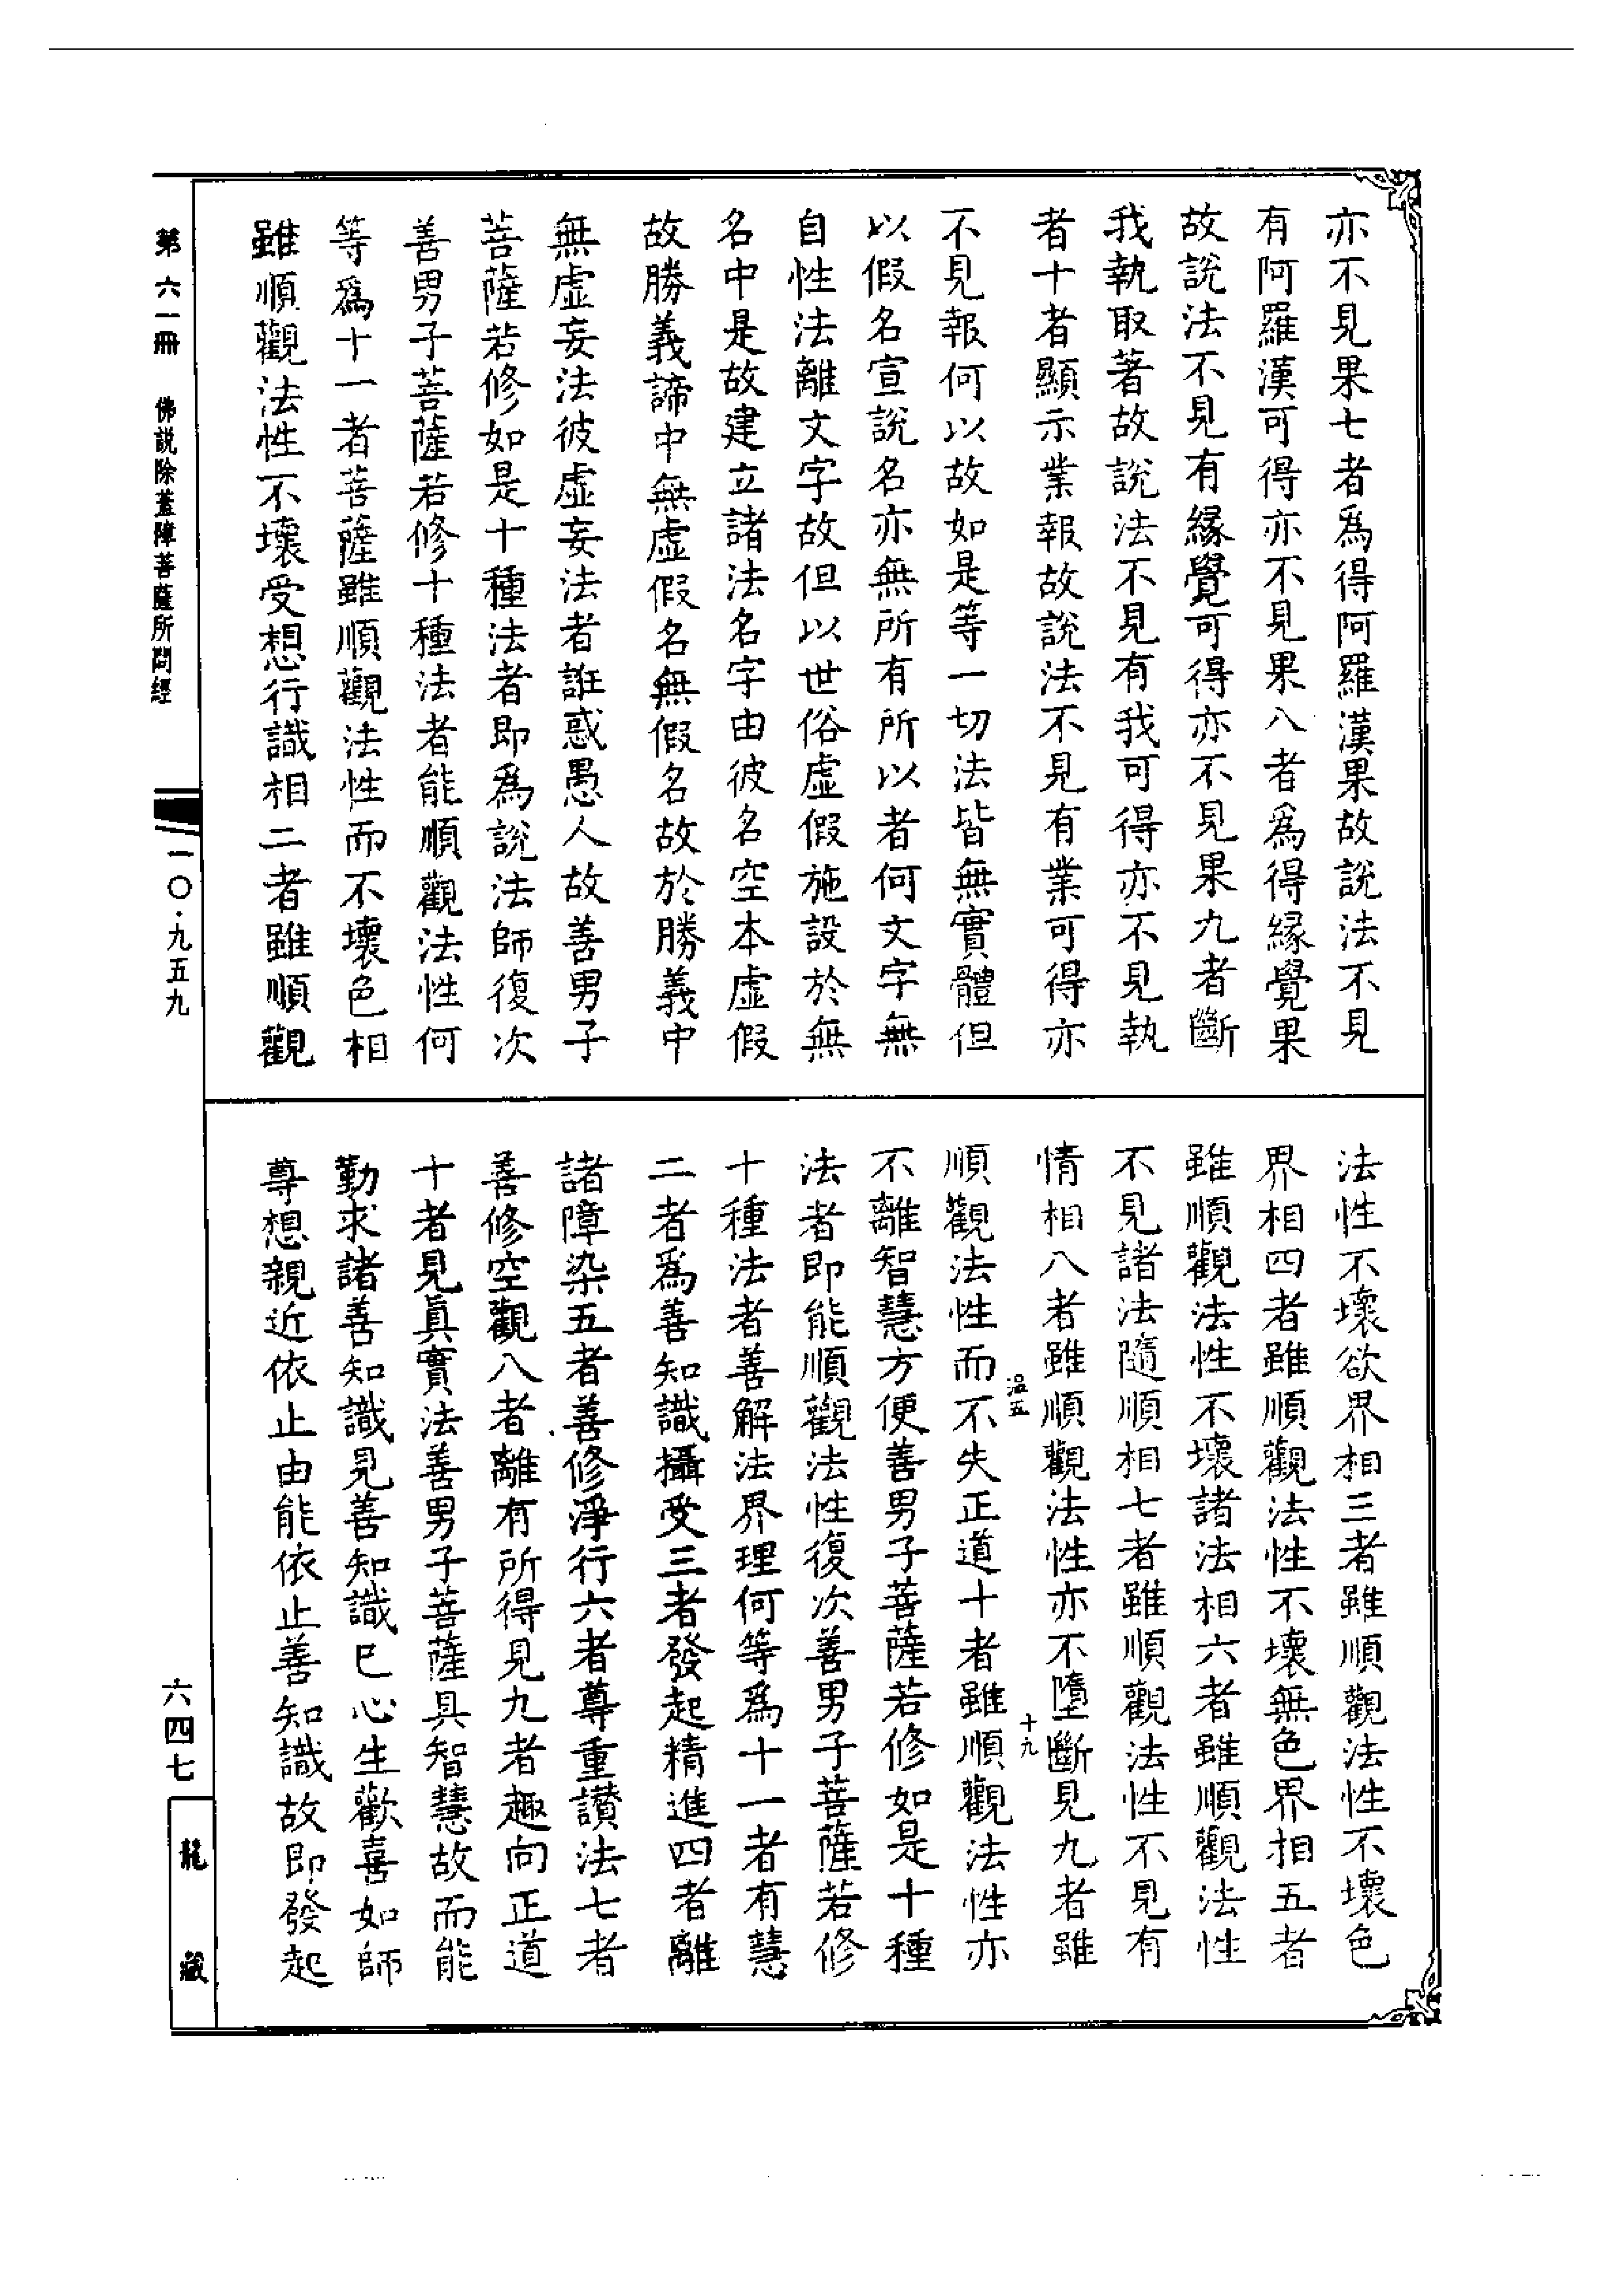 亦不見果七者為得阿羅漢果故說法不見
有阿羅漢可得亦不見果八者為得緣覺果
故說法不見有緣覺可得亦不見果九者斷
我執取著故說法不見有我可得亦不見執
者十者顯示業報故說法不見有業可得亦
不見報何以故如是等一切法皆無實體但
以假名宣說名亦無所有所以者何文字無
自性法離文字故但以世俗虛假施設於無
名中是故建立諸法名字由彼名空本虛假
故勝義諦中無虛假名無假名故於勝義中
無虛妄法彼虛妄法者誑惑愚人故善男子
菩薩若修如是十種法者即為說法師復次
善男子菩薩若修十種法者能順觀法性何
等為十一者菩薩雖順觀法性而不壞色相
雖順觀法性不壞受想行識相二者雖順觀
法性不壞欲界相三者雖順觀法性不壞色
界相四者雖順觀法性不壞無色界相五者
雖順觀法性不壞諸法相六者雖順觀法性
不見諸法隨順相七者雖順觀法性不見有
情相八者雖順觀法性亦不墮斷見九者雖
溫五
十九
順觀法性而不失正道十者雖順觀法性亦
不離智慧方便善男子菩薩若修如是十種
法者即能順觀法性復次善男子菩薩若修
十種法者善解法界理何等為十一者有慧
二者為善知識攝受三者發起精進四者離
諸障染五者善修淨行六者尊重讚法七者
善修空觀八者離有所得見九者趣向正道
十者見真實法善男子菩薩具智慧故而能
勤求諸善知識見善知識已心生歡喜如師
尊想親近依止由能依止善知識故即發起
第六一冊 佛說除蓋障菩薩所問經
一〇·九五九
六四七
龍藏